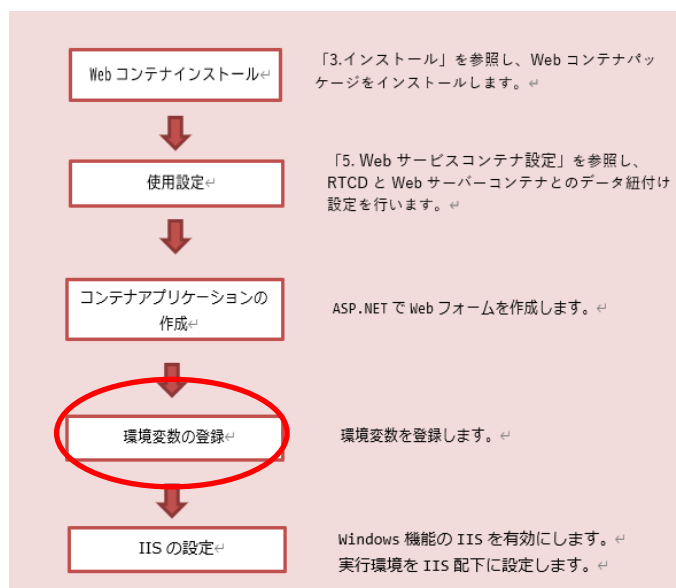 Web コンテナインストール↵
「3.インストール」を参照し、Web コンテナパッ
ケージをインストールします。↵
使用設定↵
「5. Web サービスコンテナ設定」を参照し、
RTCD と Web サーバーコンテナとのデータ紐付け
設定を行います。↵
コンテナアプリケーションの
作成↵
ASP.NET で Web フォームを作成します。↵
環境変数の登録↵
環境変数を登録します。↵
IIS の設定↵
Windows 機能の IIS を有効にします。↵
実行環境を IIS 配下に設定します。↵